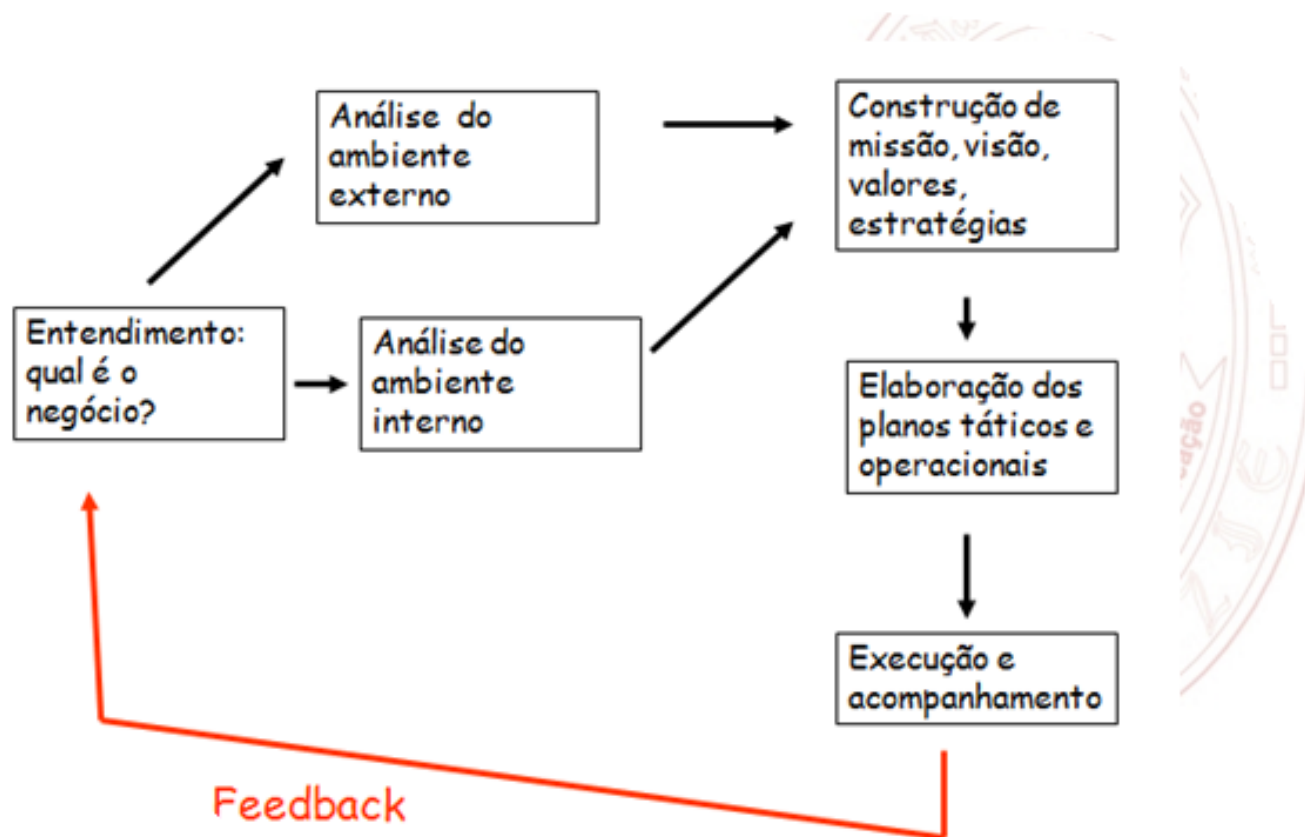 Análise do
ambiente
externo
Construção de
missão, visão,
valores,
estratégias
Entendimento:
qual é o
negócio?
Análise do
ambiente
interno
Elaboração dos
planos táticos e
operacionais
Execução e
acompanhamento
Feedback